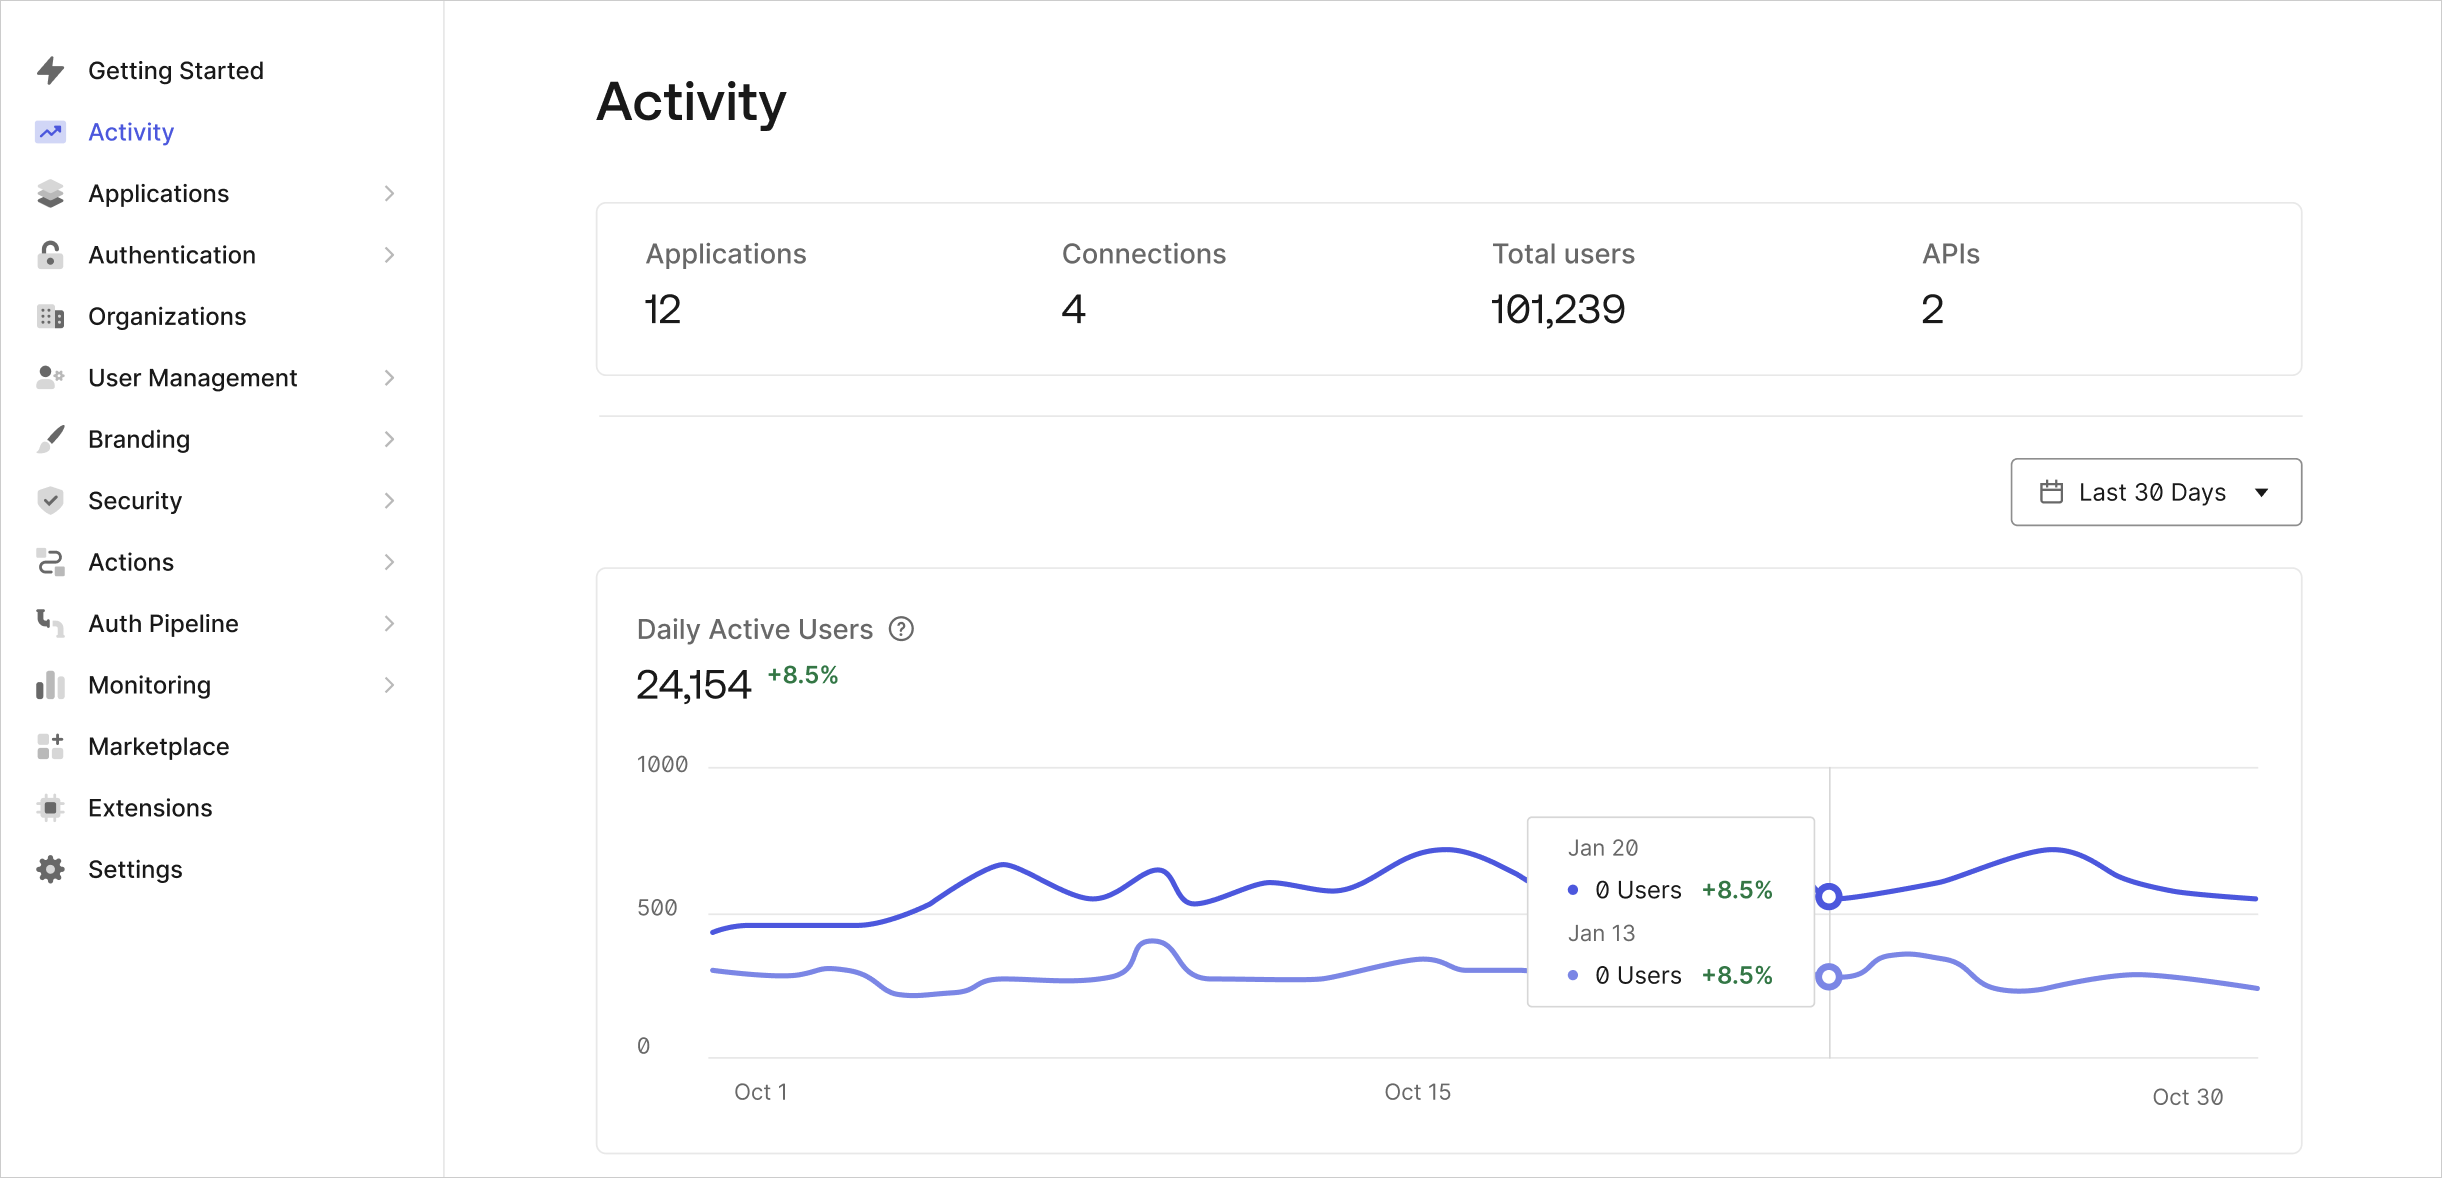 Getting Started
Activity
Applications
Authentication
Organizations
User Management
Branding
Security
Actions
Auth Pipeline
Monitoring
Marketplace
Extensions
Settings
Activity
Applications Connections Total users APIs
12 4 101,239 2
Last 30 Days
Daily Active Users ?
24,154 +8.5%
1000
500
0
Jan 20
0 Users +8.5%
Jan 13
0 Users +8.5%
Oct 1 Oct 15 Oct 30